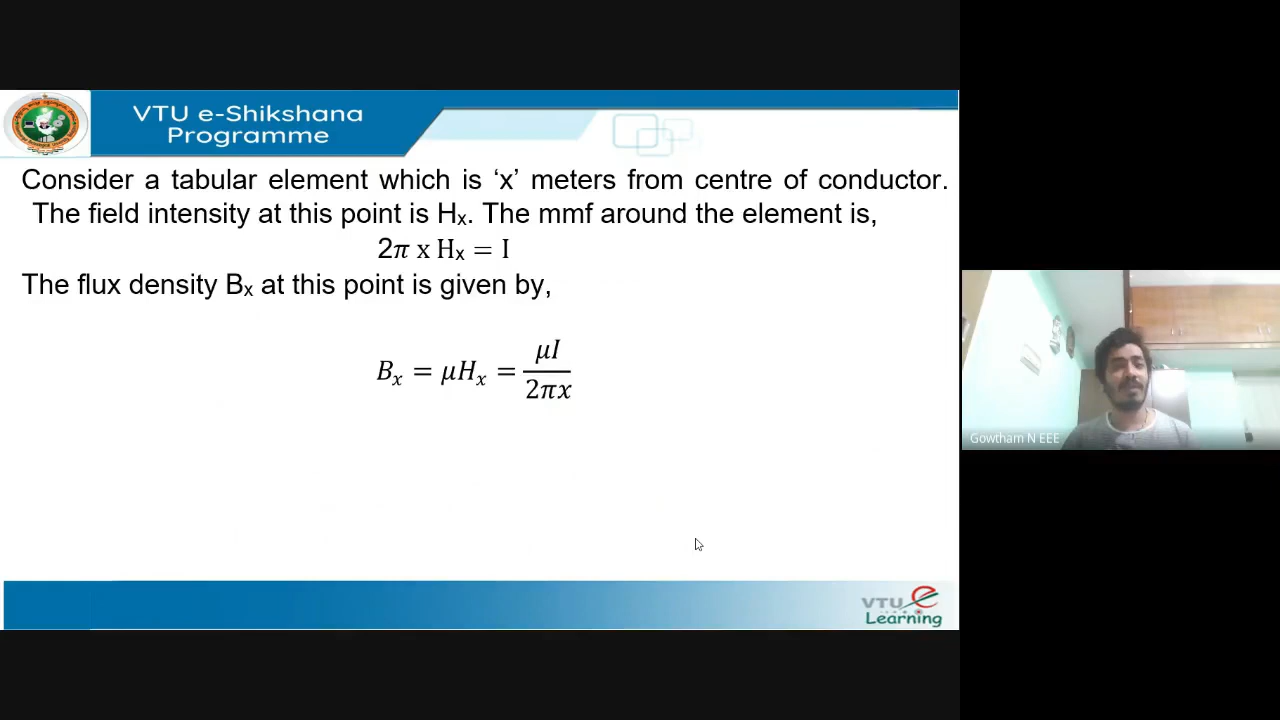 VTU e-Shikshana
Programme
Consider a tabular element which is ‘x’ meters from centre of conductor.
The field intensity at this point is Hₓ. The mmf around the element is,
2π x Hₓ = I
The flux density Bₓ at this point is given by,
Bₓ = μHₓ = μI / 2πx
Gowtham N EEE
VTU e
Learning